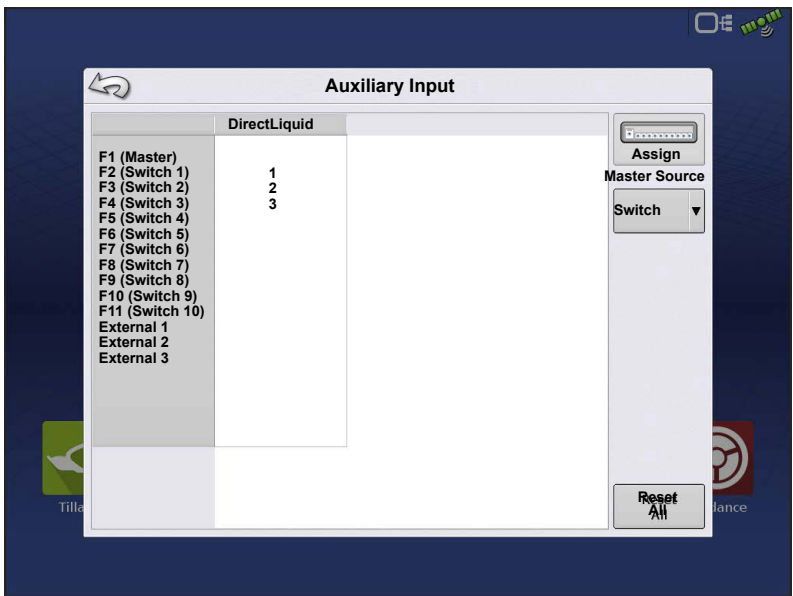 Auxiliary Input
DirectLiquid
F1 (Master)
F2 (Switch 1) 1
F3 (Switch 2) 2
F4 (Switch 3) 3
F5 (Switch 4)
F6 (Switch 5)
F7 (Switch 6)
F8 (Switch 7)
F9 (Switch 8)
F10 (Switch 9)
F11 (Switch 10)
External 1
External 2
External 3
Assign
Master Source
Switch
Reset
All
Tilla
dance